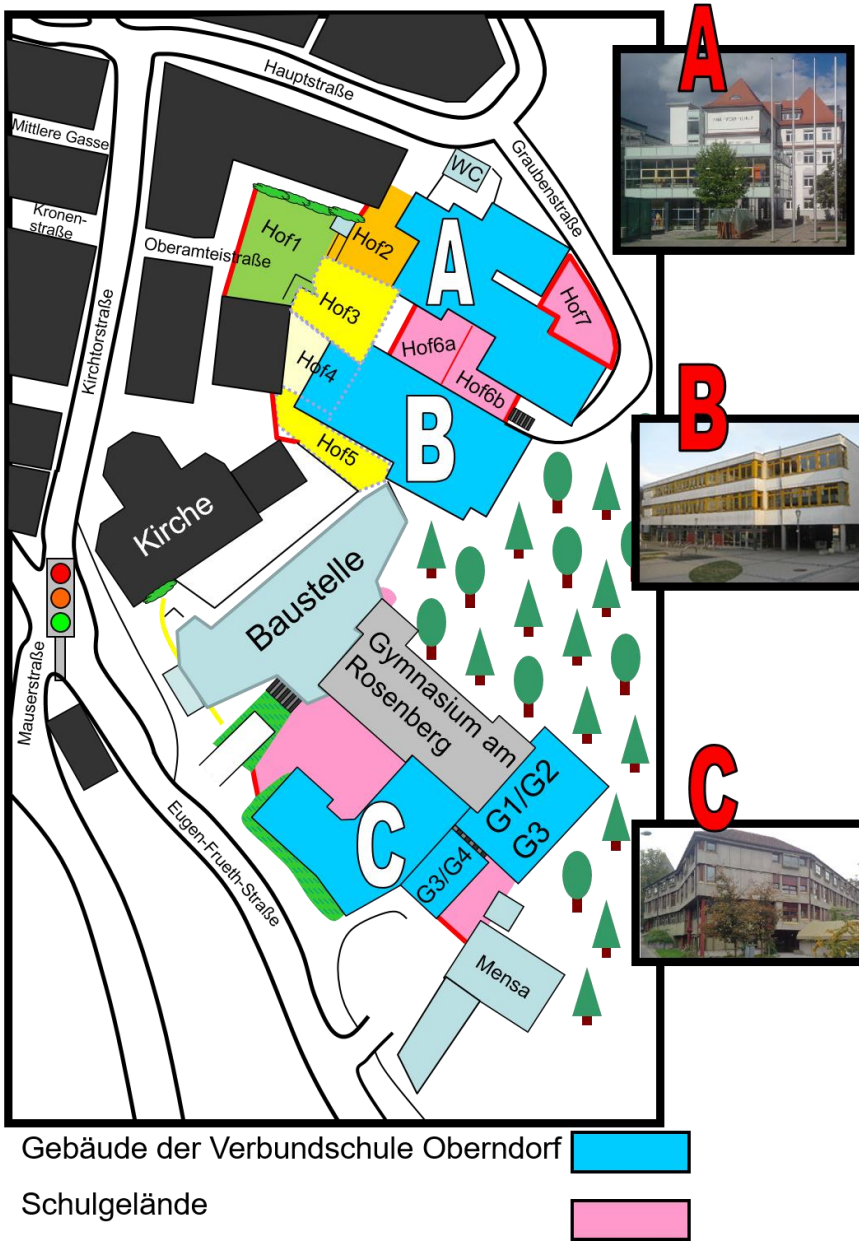 A
Hauptstraße
Mittlere Gasse
Graubenstraße
WC
Kronen-
straße
Hof1
Hof2
Oberamteistraße
A
Hof7
Hof3
Kirchtorstraße
Hof6a
Hof4
Hof6b
B
B
Hof5
Kirche
Baustelle
Gymnasium am
Rosenberg
Mauserstraße
C
G1/G2
G3
C
G3/G4
Eugen-Frueth-Straße
Mensa
Gebäude der Verbundschule Oberndorf
Schulgelände